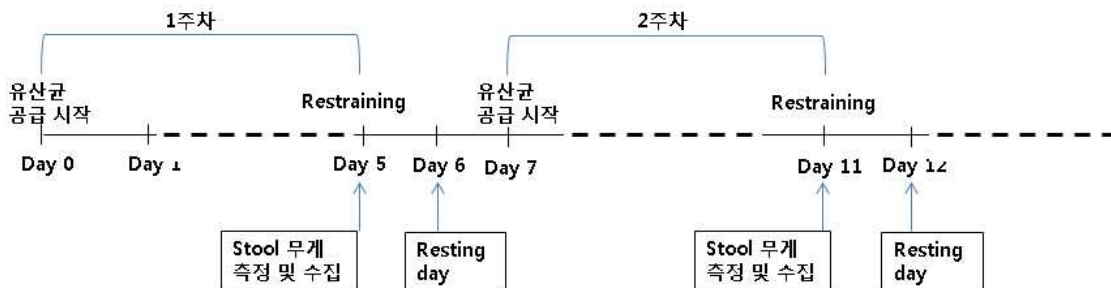 1주차
2주차
유산균
공급 시작
Restraining
유산균
공급 시작
Restraining
Day 0
Day 1
Day 5
Day 6
Day 7
Day 11
Day 12
Stool 무게
측정 및 수집
Resting
day
Stool 무게
측정 및 수집
Resting
day